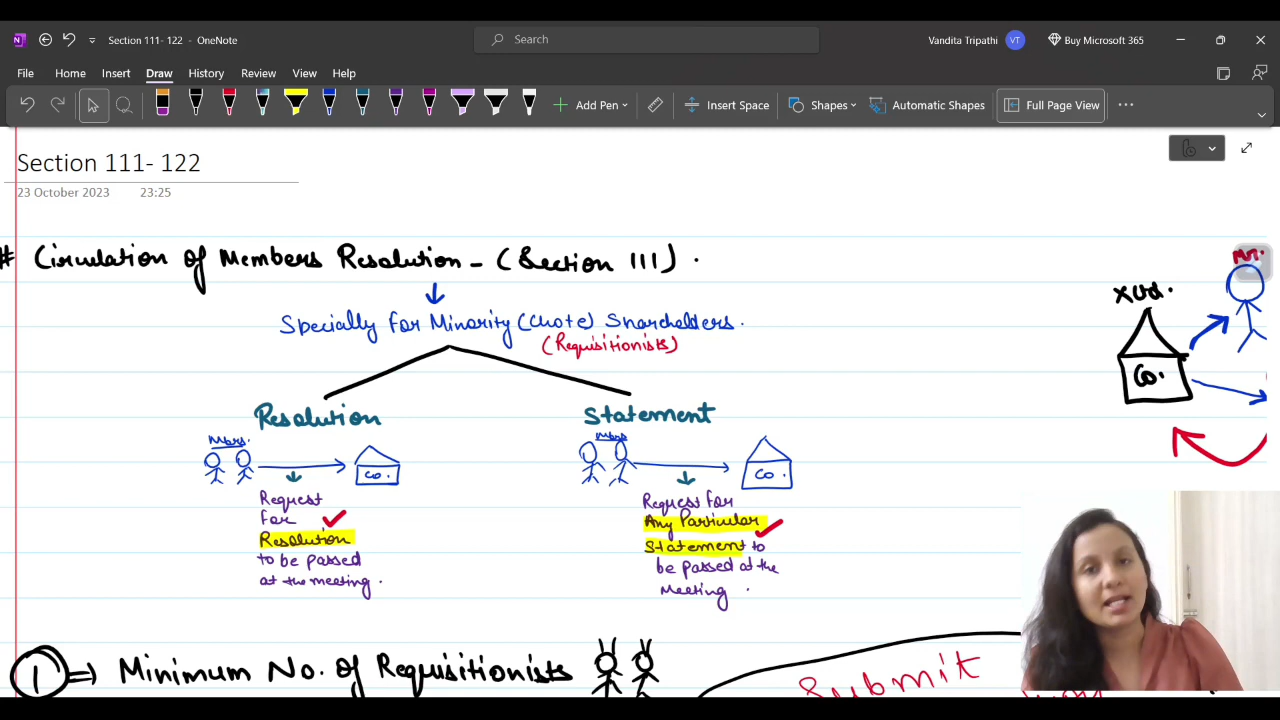 Section 111- 122 - OneNote
Search
Vandita Tripathi
VT
Buy Microsoft 365
File Home Insert Draw History Review View Help
Add Pen
Insert Space
Shapes
Automatic Shapes
Full Page View
Section 111- 122
23 October 2023 23:25
# Circulation of Members Resolution - (Section 111) .
Specially for Minority (Chote) Shareholders.
(Requisitionists)
Resolution
Statement
Mbrs.
Co.
Request
for
Resolution
to be passed
at the meeting.
Mbrs
Co.
Request for
Any Particular
Statement to
be passed at the
Meeting.
X Ltd.
Co.
1 ⇒ Minimum No. of Requisitionists
Submit